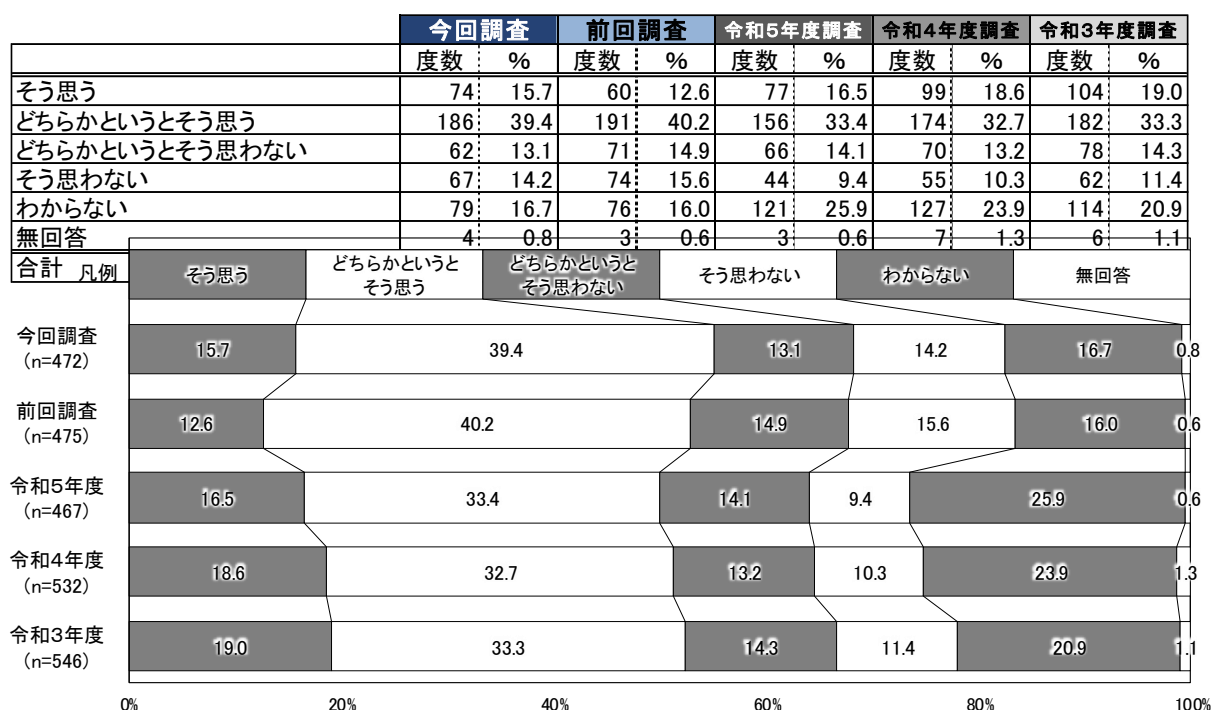 今回調査 前回調査 令和5年度調査 令和4年度調査 令和3年度調査
度数 % 度数 % 度数 % 度数 % 度数 %
そう思う 74 15.7 60 12.6 77 16.5 99 18.6 104 19.0
どちらかというとそう思う 186 39.4 191 40.2 156 33.4 174 32.7 182 33.3
どちらかというとそう思わない 62 13.1 71 14.9 66 14.1 70 13.2 78 14.3
そう思わない 67 14.2 74 15.6 44 9.4 55 10.3 62 11.4
わからない 79 16.7 76 16.0 121 25.9 127 23.9 114 20.9
無回答 4 0.8 3 0.6 3 0.6 7 1.3 6 1.1
合計 凡例 そう思う どちらかというと そう思う どちらかというと そう思わない そう思わない わからない 無回答
今回調査
(n=472) 15.7 39.4 13.1 14.2 16.7 0.8
前回調査
(n=475) 12.6 40.2 14.9 15.6 16.0 0.6
令和5年度
(n=467) 16.5 33.4 14.1 9.4 25.9 0.6
令和4年度
(n=532) 18.6 32.7 13.2 10.3 23.9 1.3
令和3年度
(n=546) 19.0 33.3 14.3 11.4 20.9 1.1
0% 20% 40% 60% 80% 100%